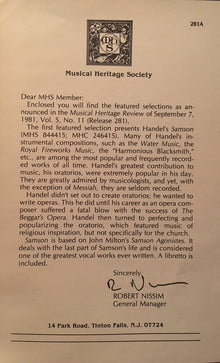 281A
MHS
Musical Heritage Society
Dear MHS Member:
Enclosed you will find the featured selections as an-
nounced in the Musical Heritage Review of September 7,
1981, Vol. 5, No. 11 (Release 281).
The first featured selection presents Handel's Samson
(MHS 844415; MHC 246415). Many of Handel's in-
strumental compositions, such as the Water Music, the
Royal Fireworks Music, the "Harmonious Blacksmith,"
etc., are among the most popular and frequently record-
ed works of all time. Handel's greatest contribution to
music, his oratorios, were extremely popular in his day.
They are greatly admired by musicologists, and yet, with
the exception of Messiah, they are seldom recorded.
Handel didn't set out to create oratorios; he wanted to
write operas. This he did until his career as an opera com-
poser suffered a fatal blow with the success of The
Beggar's Opera. Handel then turned to perfecting and
popularizing the oratorio, which featured music of
religious inspiration, but not specifically for the church.
Samson is based on John Milton's Samson Agonistes. It
deals with the last part of Samson's life and is considered
one of the greatest vocal works ever written. A libretto is
included.
Sincerely,
ROBERT NISSIM
General Manager
14 Park Road, Tinton Falls, N.J. 07724